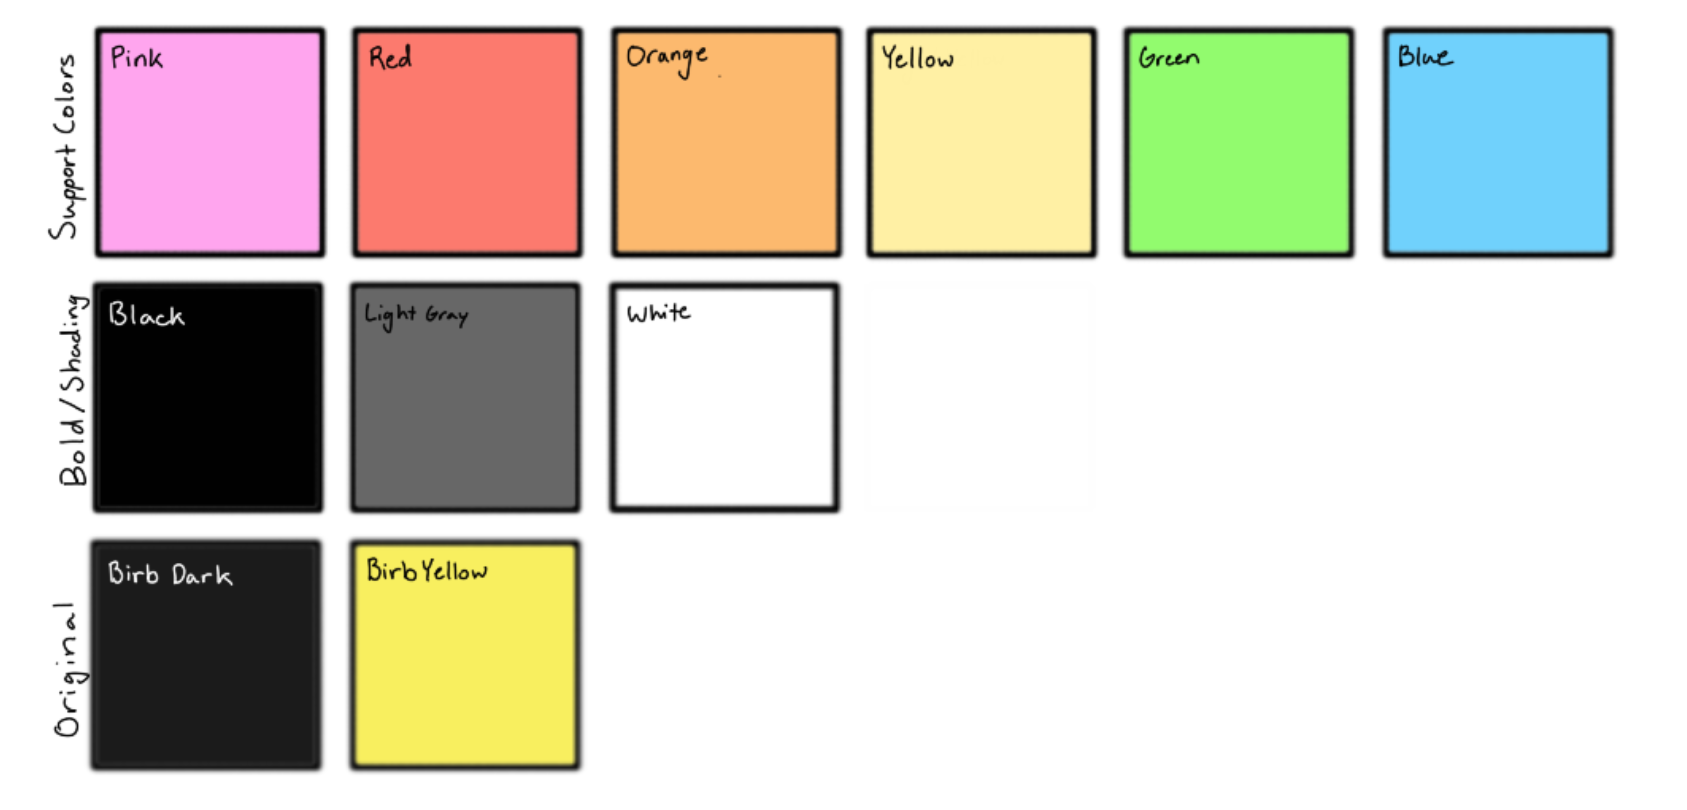 Support Colors
Pink
Red
Orange
Yellow
Green
Blue
Bold/Shading
Black
Light Gray
White
Original
Birb Dark
Birb Yellow